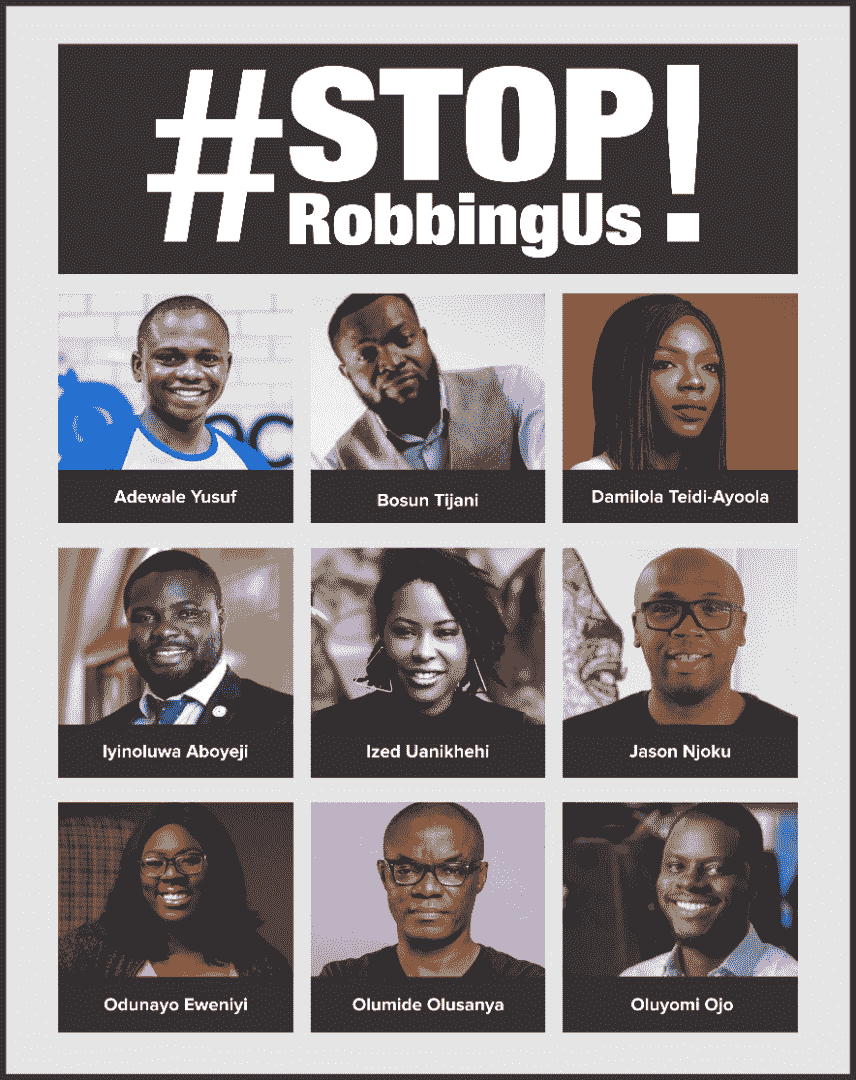 #STOP!
RobbingUs
Adewale Yusuf
Bosun Tijani
Damilola Teidi-Ayoola
Iyinoluwa Aboyeji
Ized Uanikhehi
Jason Njoku
Odunayo Eweniyi
Olumide Olusanya
Oluyomi Ojo